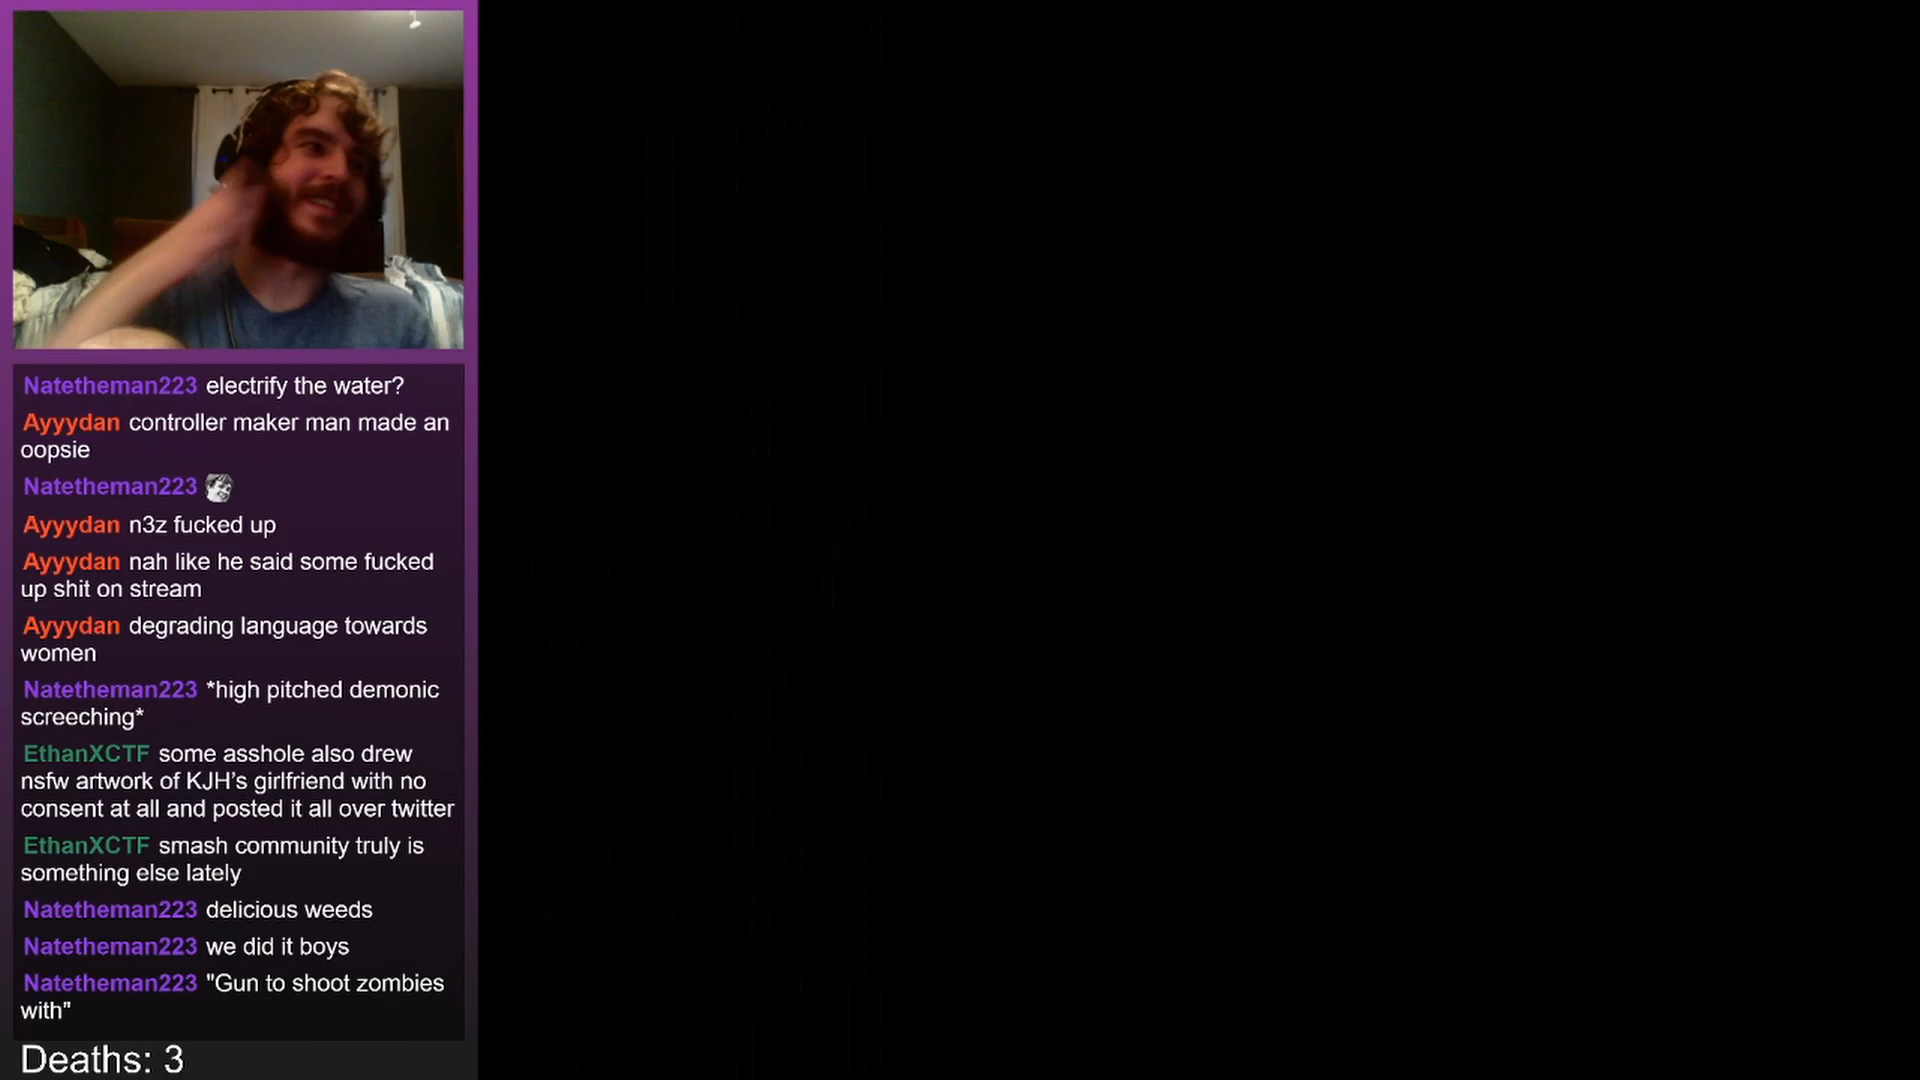 Natetheman223 electrify the water?
Ayyydan controller maker man made an
oopsie
Natetheman223
Ayyydan n3z fucked up
Ayyydan nah like he said some fucked
up shit on stream
Ayyydan degrading language towards
women
Natetheman223 *high pitched demonic
screeching*
EthanXCTF some asshole also drew
nsfw artwork of KJH's girlfriend with no
consent at all and posted it all over twitter
EthanXCTF smash community truly is
something else lately
Natetheman223 delicious weeds
Natetheman223 we did it boys
Natetheman223 "Gun to shoot zombies
with"
Deaths: 3